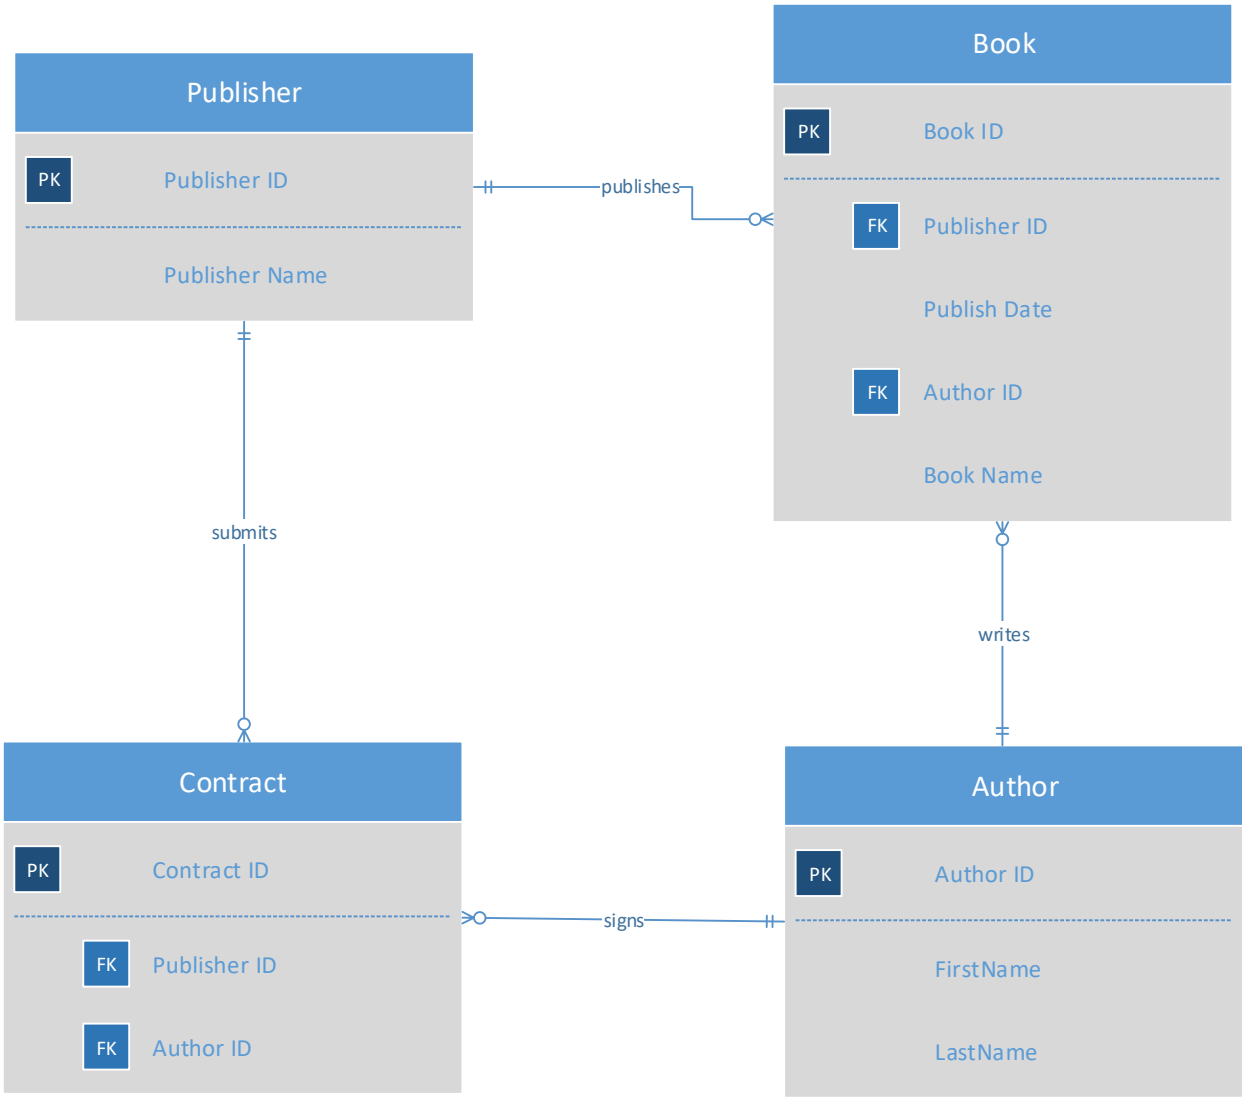 Publisher
PK Publisher ID
Publisher Name
publishes
Book
PK Book ID
FK Publisher ID
Publish Date
FK Author ID
Book Name
submits
writes
Contract
PK Contract ID
FK Publisher ID
FK Author ID
signs
Author
PK Author ID
FirstName
LastName